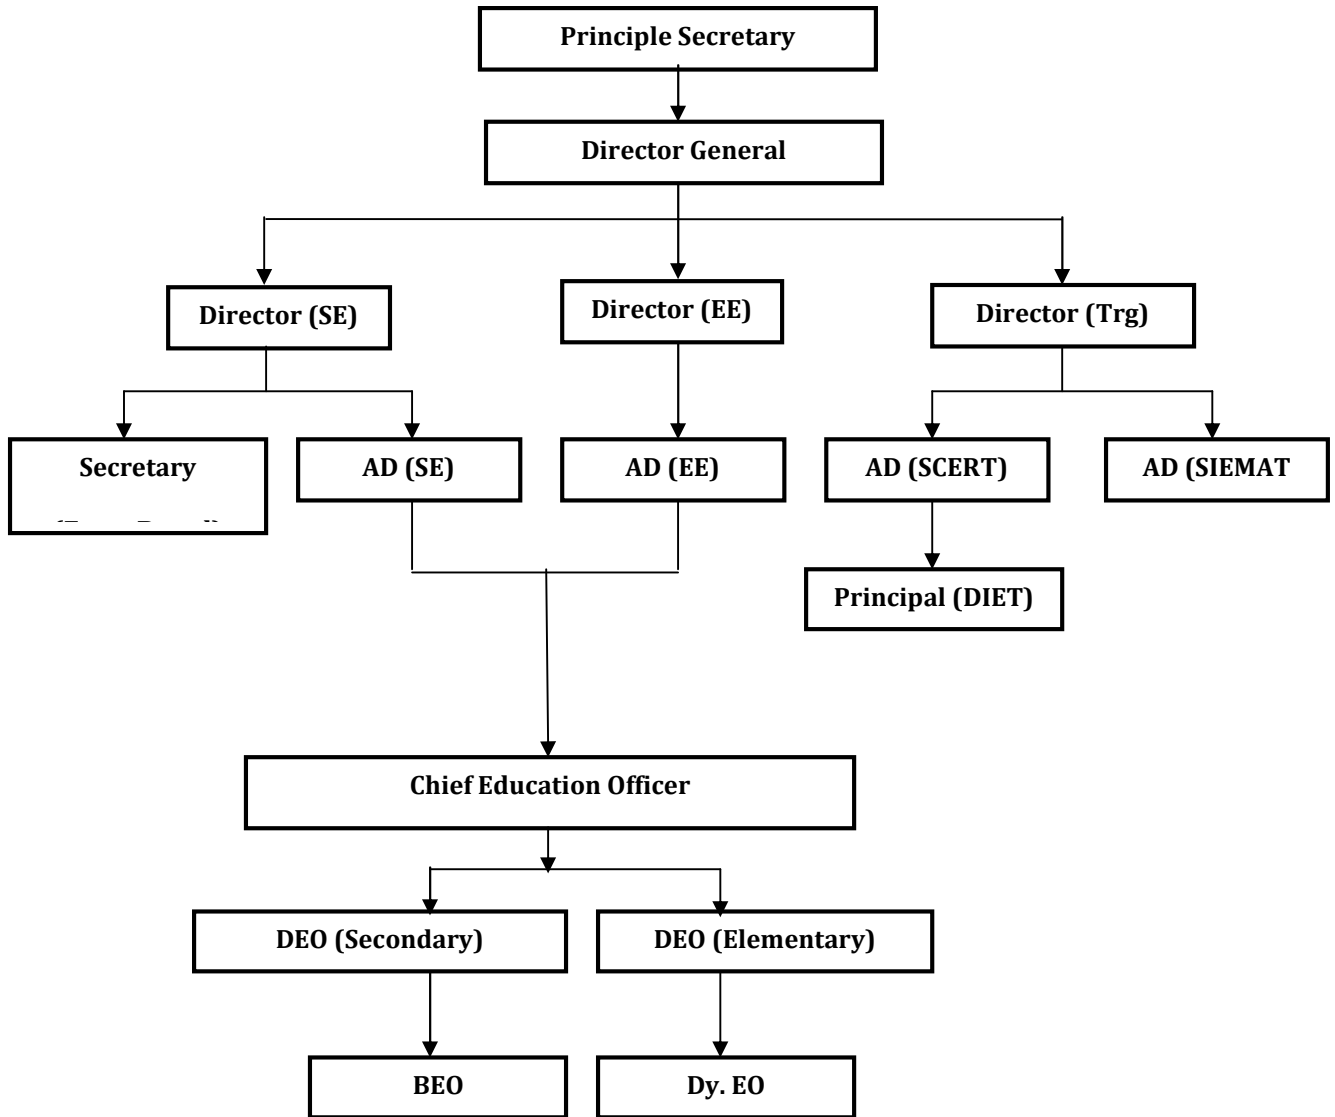 Principle Secretary
Director General
Director (SE)
Director (EE)
Director (Trg)
Secretary
AD (SE)
AD (EE)
AD (SCERT)
AD (SIEMAT
Principal (DIET)
Chief Education Officer
DEO (Secondary)
DEO (Elementary)
BEO
Dy. EO